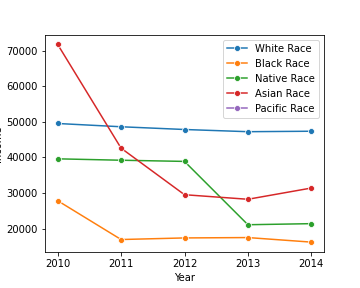 70000
60000
50000
40000
30000
20000
White Race
Black Race
Native Race
Asian Race
Pacific Race
2010 2011 2012 2013 2014
Year